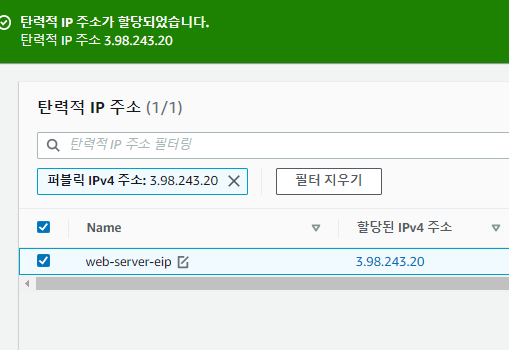 탄력적 IP 주소가 할당되었습니다.
탄력적 IP 주소 3.98.243.20
탄력적 IP 주소 (1/1)
탄력적 IP 주소 필터링
퍼블릭 IPv4 주소: 3.98.243.20
필터 지우기
Name 할당된 IPv4 주소
web-server-eip 3.98.243.20